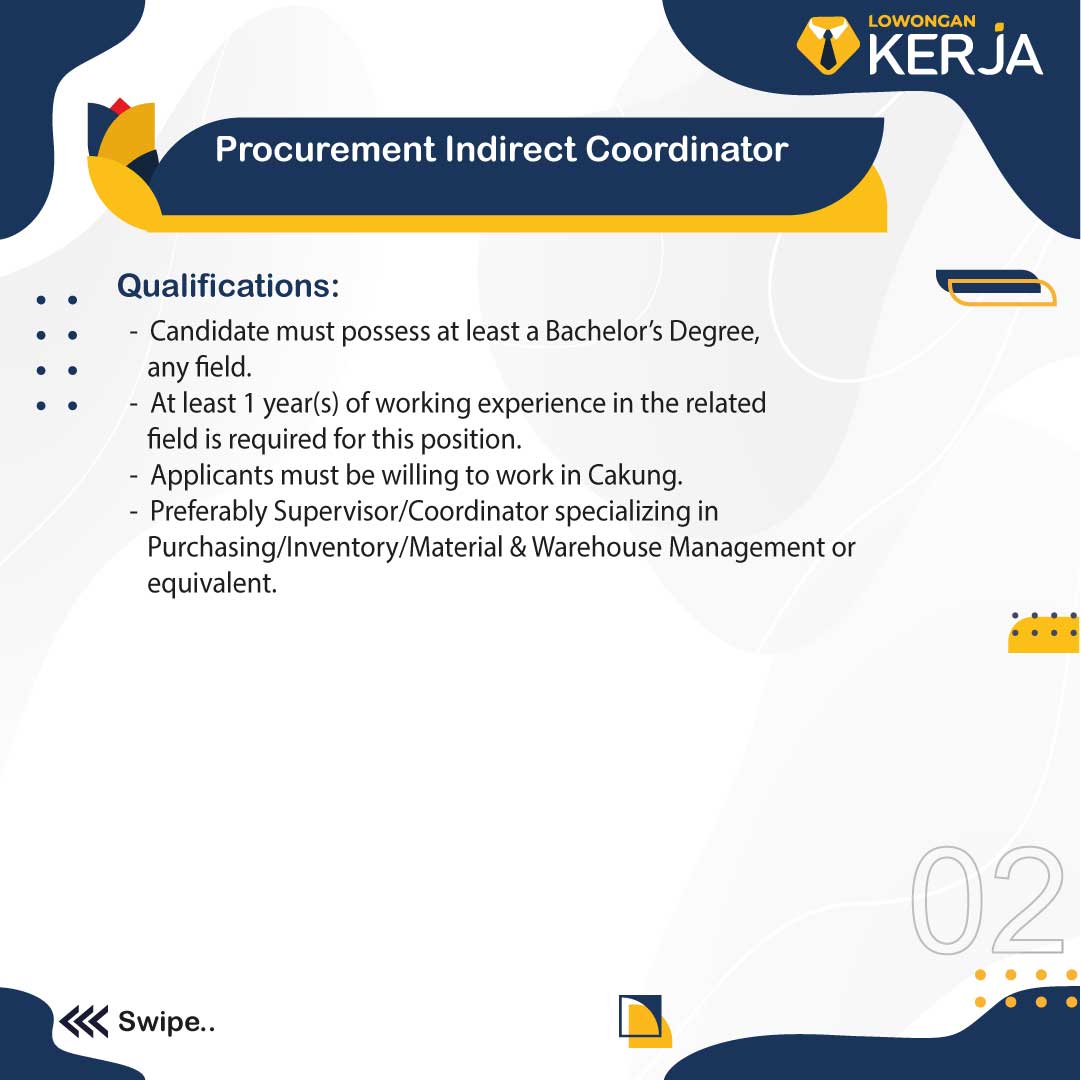 LOWONGAN
KERJA
Procurement Indirect Coordinator
Qualifications:
- Candidate must possess at least a Bachelor’s Degree,
any field.
- At least 1 year(s) of working experience in the related
field is required for this position.
- Applicants must be willing to work in Cakung.
- Preferably Supervisor/Coordinator specializing in
Purchasing/Inventory/Material & Warehouse Management or
equivalent.
02
Swipe..